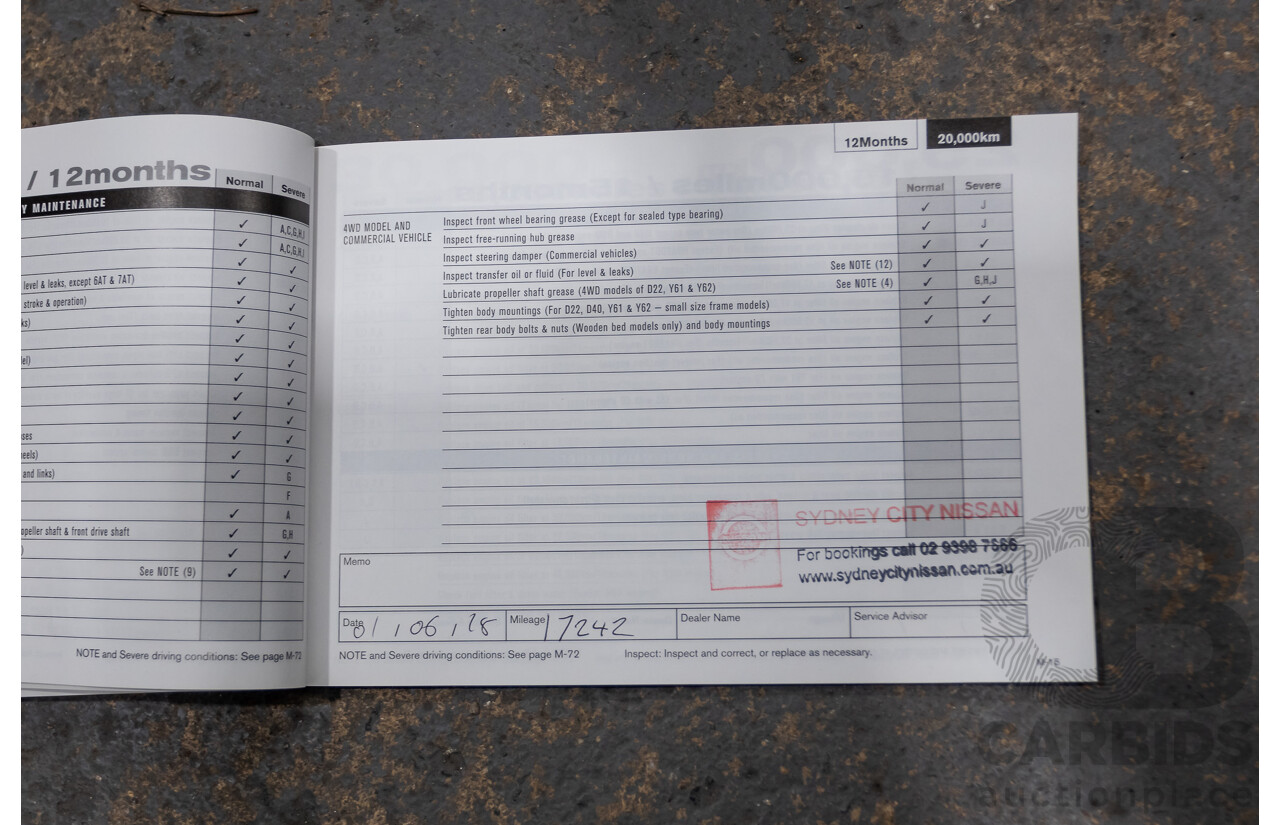 / 12months
Normal Severe
Y MAINTENANCE
✓ A,C,G,H,J
✓ A,C,G,H,J
✓ ✓
level & leaks, except 6AT & 7AT) ✓ ✓
stroke & operation) ✓ ✓
ks) ✓ ✓
✓ ✓
el) ✓ ✓
✓ ✓
✓ ✓
✓ ✓
ses ✓ ✓
eels) ✓ ✓
and links) ✓ G
F
✓ A
opeller shaft & front drive shaft ✓ G,H
) ✓ ✓
See NOTE (9) ✓ ✓
NOTE and Severe driving conditions: See page M-72
12Months 20,000km
Normal Severe
4WD MODEL AND
COMMERCIAL VEHICLE
Inspect front wheel bearing grease (Except for sealed type bearing) ✓ J
Inspect free-running hub grease ✓ J
Inspect steering damper (Commercial vehicles) ✓ ✓
Inspect transfer oil or fluid (For level & leaks) See NOTE (12) ✓ ✓
Lubricate propeller shaft grease (4WD models of D22, Y61 & Y62) See NOTE (4) ✓ G,H,J
Tighten body mountings (For D22, D40, Y61 & Y62 – small size frame models) ✓ ✓
Tighten rear body bolts & nuts (Wooden bed models only) and body mountings ✓ ✓
SYDNEY CITY NISSAN
For bookings call 02 9398 7666
www.sydneycitynissan.com.au
Memo
Date 01 / 06 / 18 Mileage 17242 Dealer Name Service Advisor
NOTE and Severe driving conditions: See page M-72 Inspect: Inspect and correct, or replace as necessary.
CARBIDS
auctionpiece